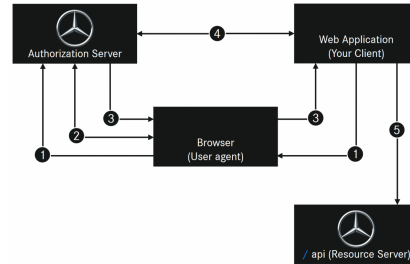 Authorization Server
4
Web Application
(Your Client)
3
3
2
1
1
5
Browser
(User agent)
/ api (Resource Server)